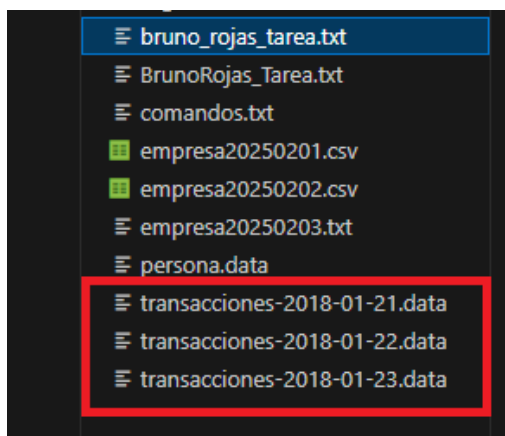 bruno_rojas_tarea.txt
BrunoRojas_Tarea.txt
comandos.txt
empresa20250201.csv
empresa20250202.csv
empresa20250203.txt
persona.data
transacciones-2018-01-21.data
transacciones-2018-01-22.data
transacciones-2018-01-23.data